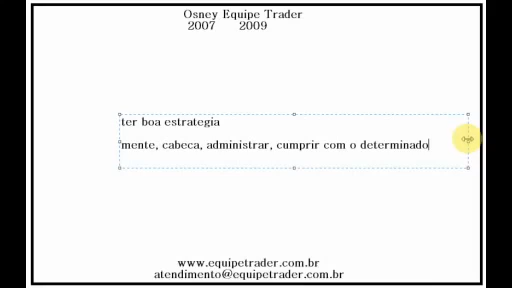 Osney Equipe Trader
2007 2009
ter boa estrategia
mente, cabeca, administrar, cumprir com o determinado
www.equipetrader.com.br
atendimento@equipetrader.com.br